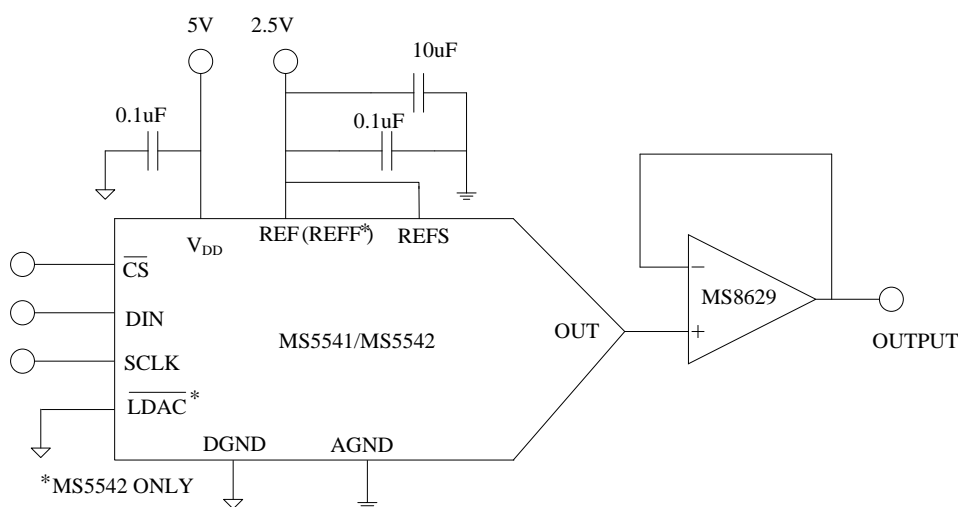 5V
2.5V
10uF
0.1uF
0.1uF
VDD
REF (REFF*)
REFS
CS
DIN
SCLK
LDAC*
MS5541/MS5542
OUT
MS8629
OUTPUT
DGND
AGND
*MS5542 ONLY